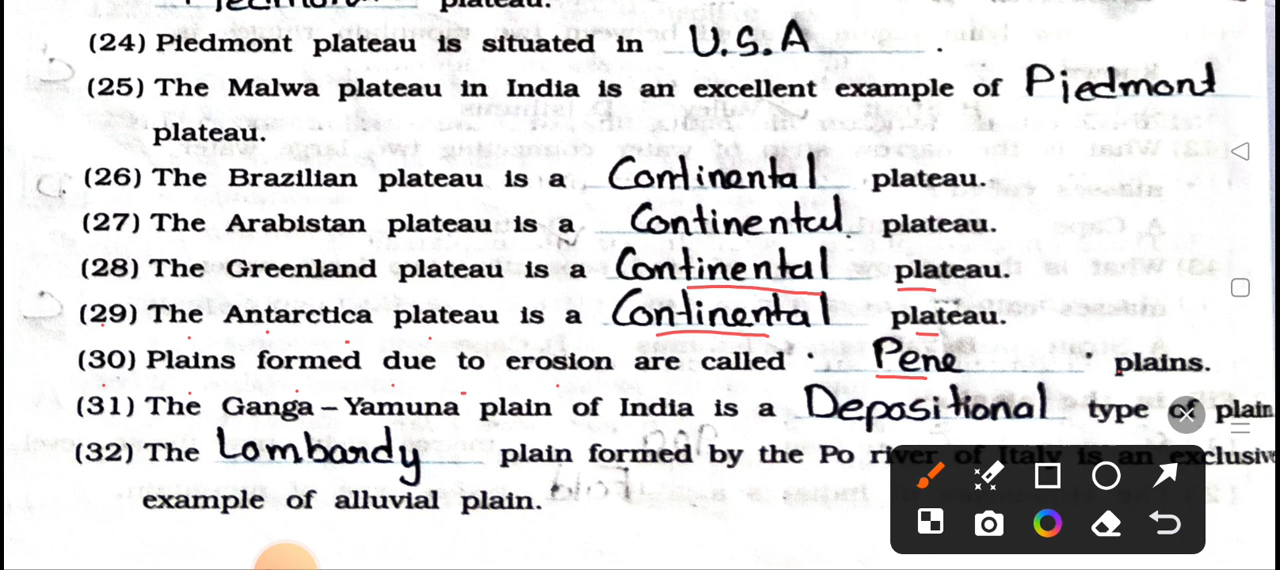 Piedmont plateau.
(24) Piedmont plateau is situated in U.S.A .
(25) The Malwa plateau in India is an excellent example of Piedmont
plateau.
(26) The Brazilian plateau is a Continental plateau.
(27) The Arabistan plateau is a Continental plateau.
(28) The Greenland plateau is a Continental plateau.
(29) The Antarctica plateau is a Continental plateau.
(30) Plains formed due to erosion are called ' Pene ' plains.
(31) The Ganga – Yamuna plain of India is a Depositional type of plain
(32) The Lombardy plain formed by the Po river of Italy is an exclusive
example of alluvial plain.